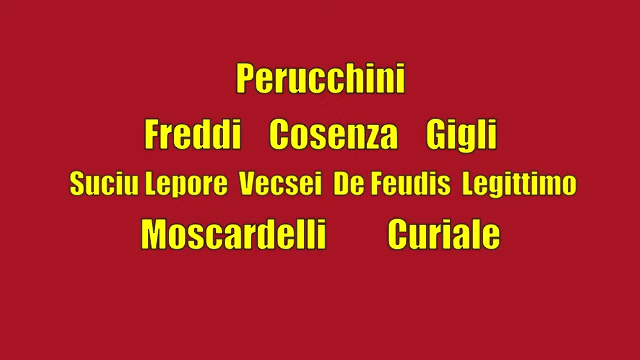 Perucchini
Freddi Cosenza Gigli
Suciu Lepore Vecsei De Feudis Legittimo
Moscardelli Curiale